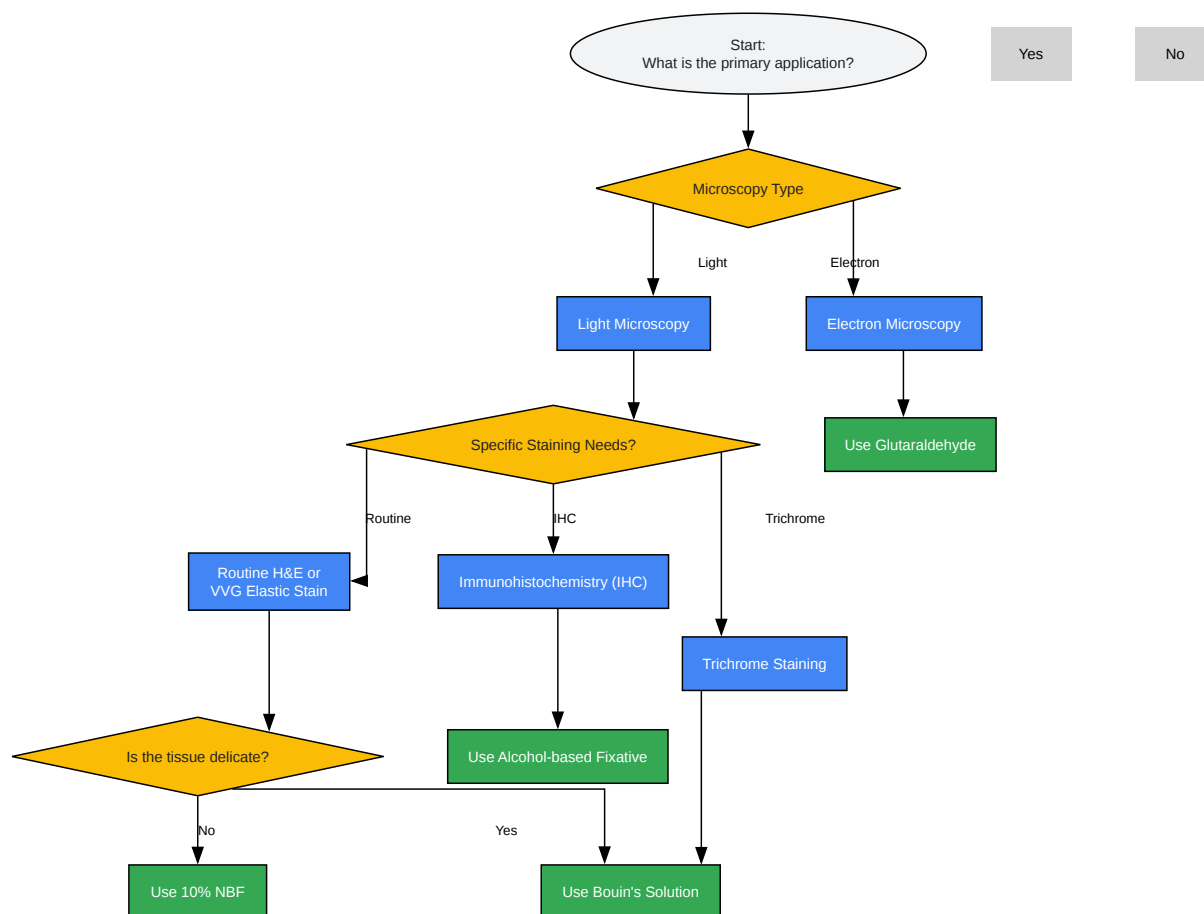 Start:
What is the primary application?
Yes
No
Microscopy Type
Light
Electron
Light Microscopy
Electron Microscopy
Specific Staining Needs?
Use Glutaraldehyde
Routine
IHC
Trichrome
Routine H&E or
VVG Elastic Stain
Immunohistochemistry (IHC)
Trichrome Staining
Is the tissue delicate?
Use Alcohol-based Fixative
No
Yes
Use 10% NBF
Use Bouin's Solution